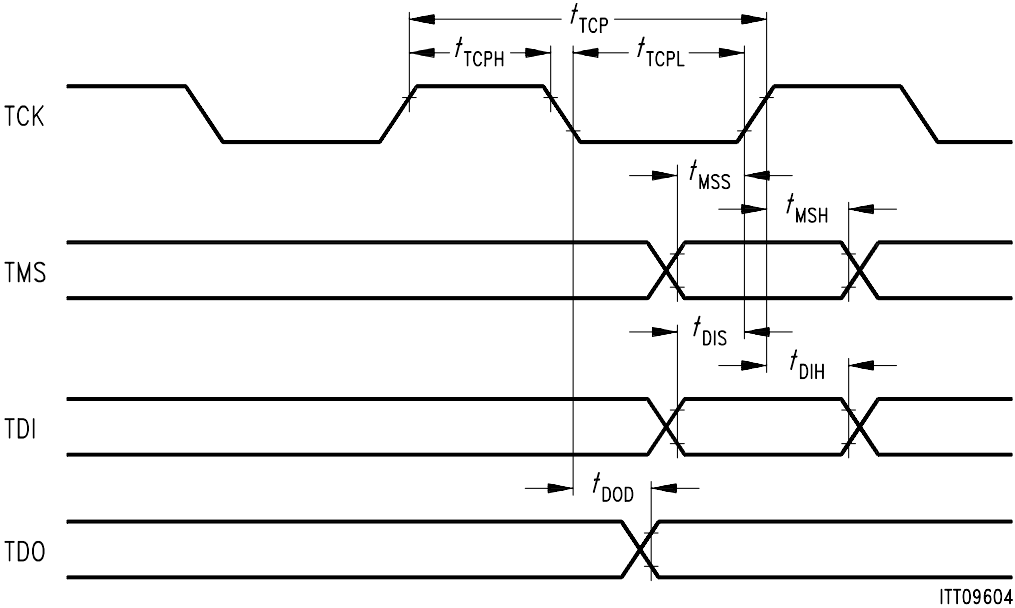 tTCP
tTCPH tTCPL
TCK
tMSS
tMSH
TMS
tDIS
tDIH
TDI
tDOD
TDO
ITT09604